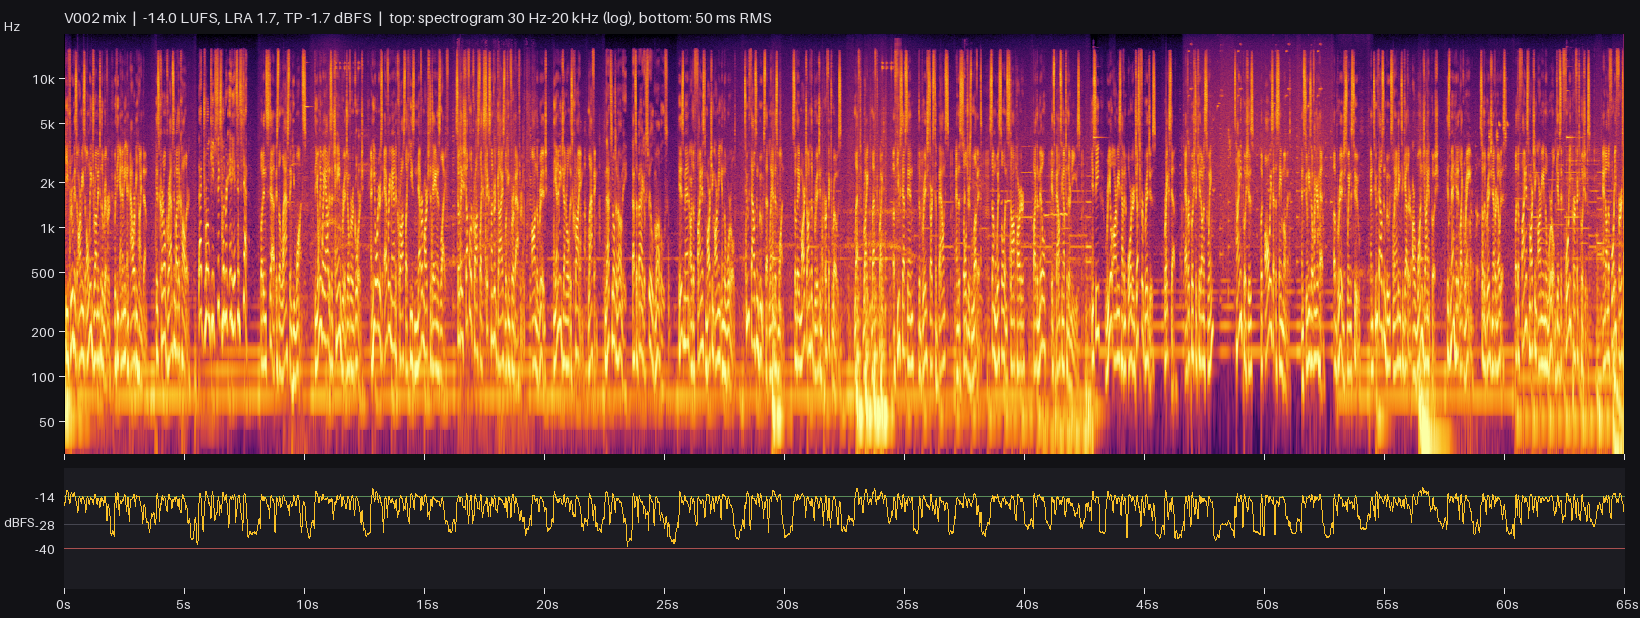 V002 mix | -14.0 LUFS, LRA 1.7, TP -1.7 dBFS | top: spectrogram 30 Hz-20 kHz (log), bottom: 50 ms RMS
Hz
10k
5k
2k
1k
500
200
100
50
-14
dBFS -28
-40
0s 5s 10s 15s 20s 25s 30s 35s 40s 45s 50s 55s 60s 65s